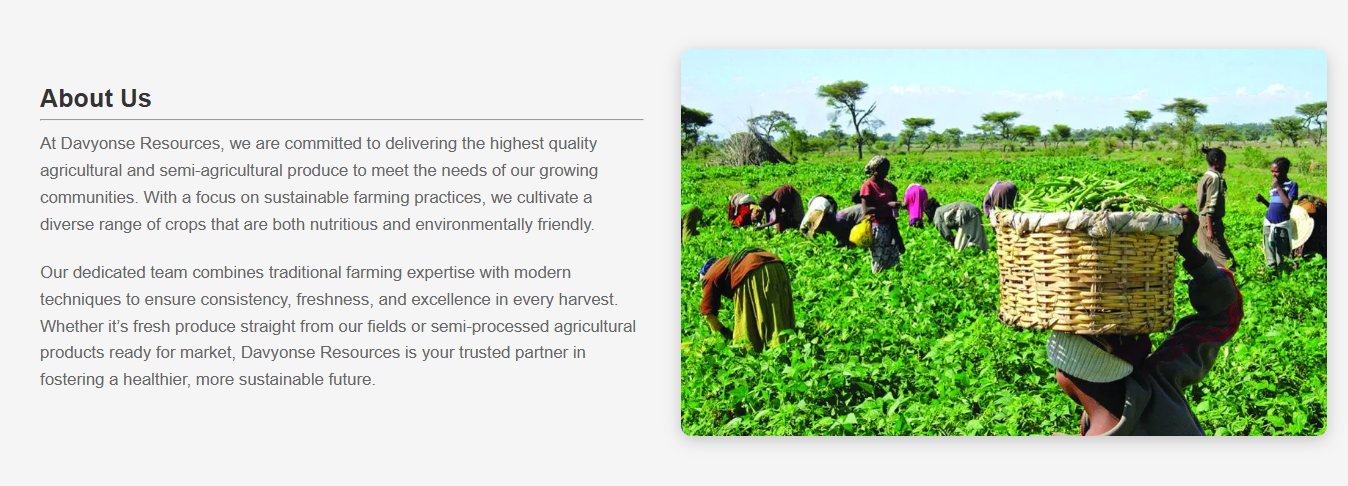 About Us
At Davyonse Resources, we are committed to delivering the highest quality
agricultural and semi-agricultural produce to meet the needs of our growing
communities. With a focus on sustainable farming practices, we cultivate a
diverse range of crops that are both nutritious and environmentally friendly.
Our dedicated team combines traditional farming expertise with modern
techniques to ensure consistency, freshness, and excellence in every harvest.
Whether it’s fresh produce straight from our fields or semi-processed agricultural
products ready for market, Davyonse Resources is your trusted partner in
fostering a healthier, more sustainable future.